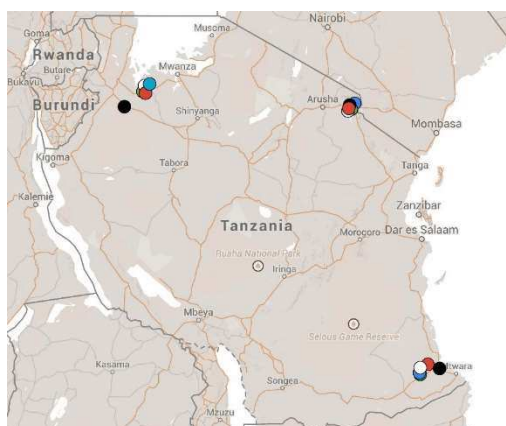 Goma
Musoma
Nairobi
Rwanda
Bukavu
Butare
Mwanza
Burundi
Shinyanga
Arusha
Mombasa
Kigoma
Tabora
Tanga
Kalemie
Zanzibar
Tanzania
Dar es Salaam
Morogoro
Ruaha National Park
Iringa
Mbeya
Selous Game Reserve
Kasama
Songea
Mzuzu